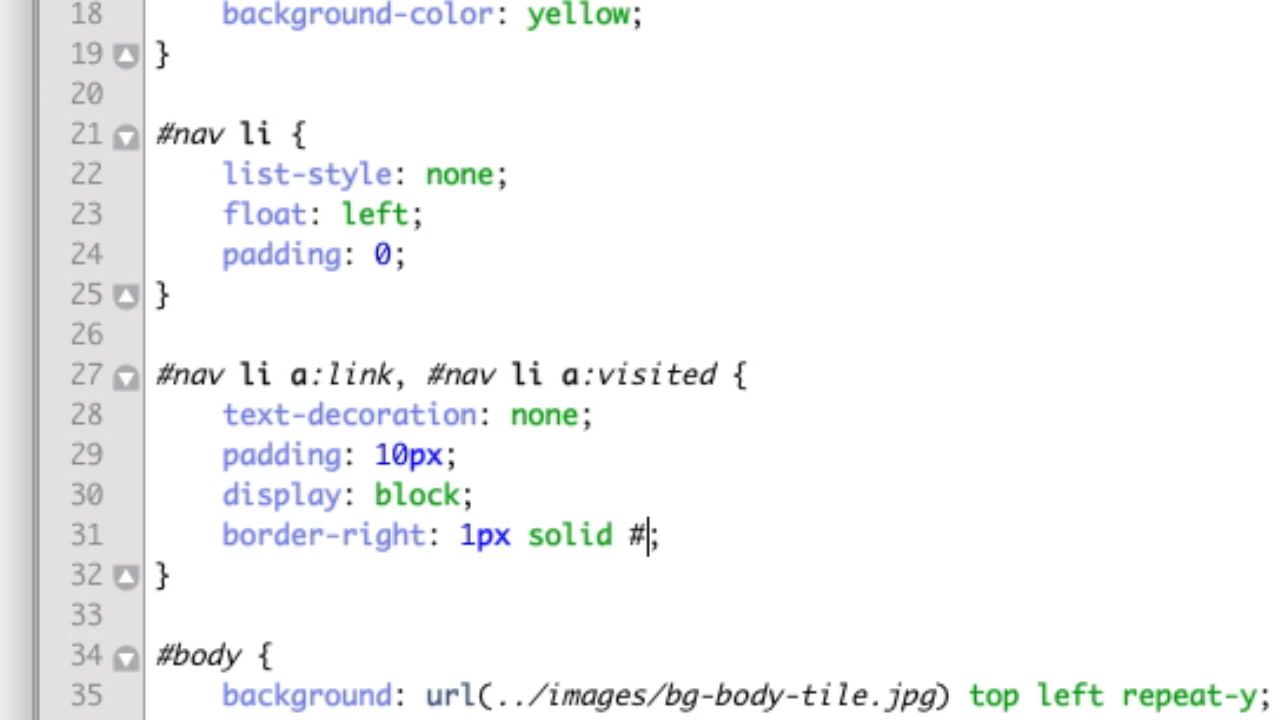 18 background-color: yellow;
19 }
20
21 #nav li {
22 list-style: none;
23 float: left;
24 padding: 0;
25 }
26
27 #nav li a:link, #nav li a:visited {
28 text-decoration: none;
29 padding: 10px;
30 display: block;
31 border-right: 1px solid #;
32 }
33
34 #body {
35 background: url(../images/bg-body-tile.jpg) top left repeat-y;